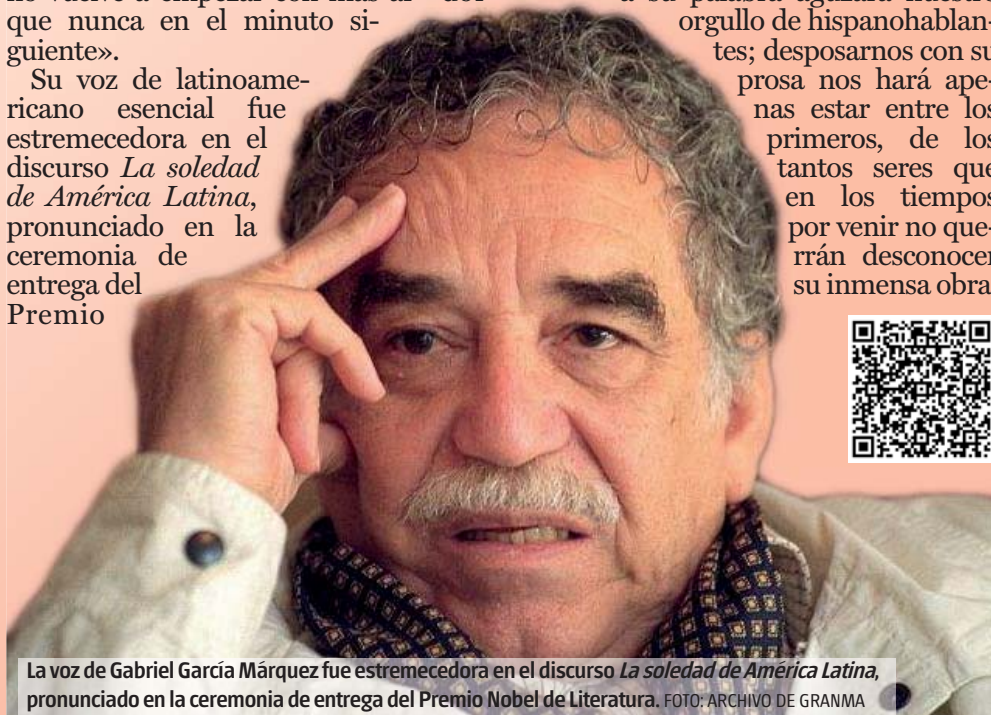 que nunca en el minuto si-
guiente».
Su voz de latinoame-
ricano esencial fue
estremecedora en el
discurso La soledad
de América Latina,
pronunciado en la
ceremonia de
entrega del
Premio
orgullo de hispanohablan-
tes; desposarnos con su
prosa nos hará ape-
nas estar entre los
primeros, de los
tantos seres que
en los tiempos
por venir no que-
rrán desconocer
su inmensa obra
La voz de Gabriel García Márquez fue estremecedora en el discurso La soledad de América Latina,
pronunciado en la ceremonia de entrega del Premio Nobel de Literatura. FOTO: ARCHIVO DE GRANMA